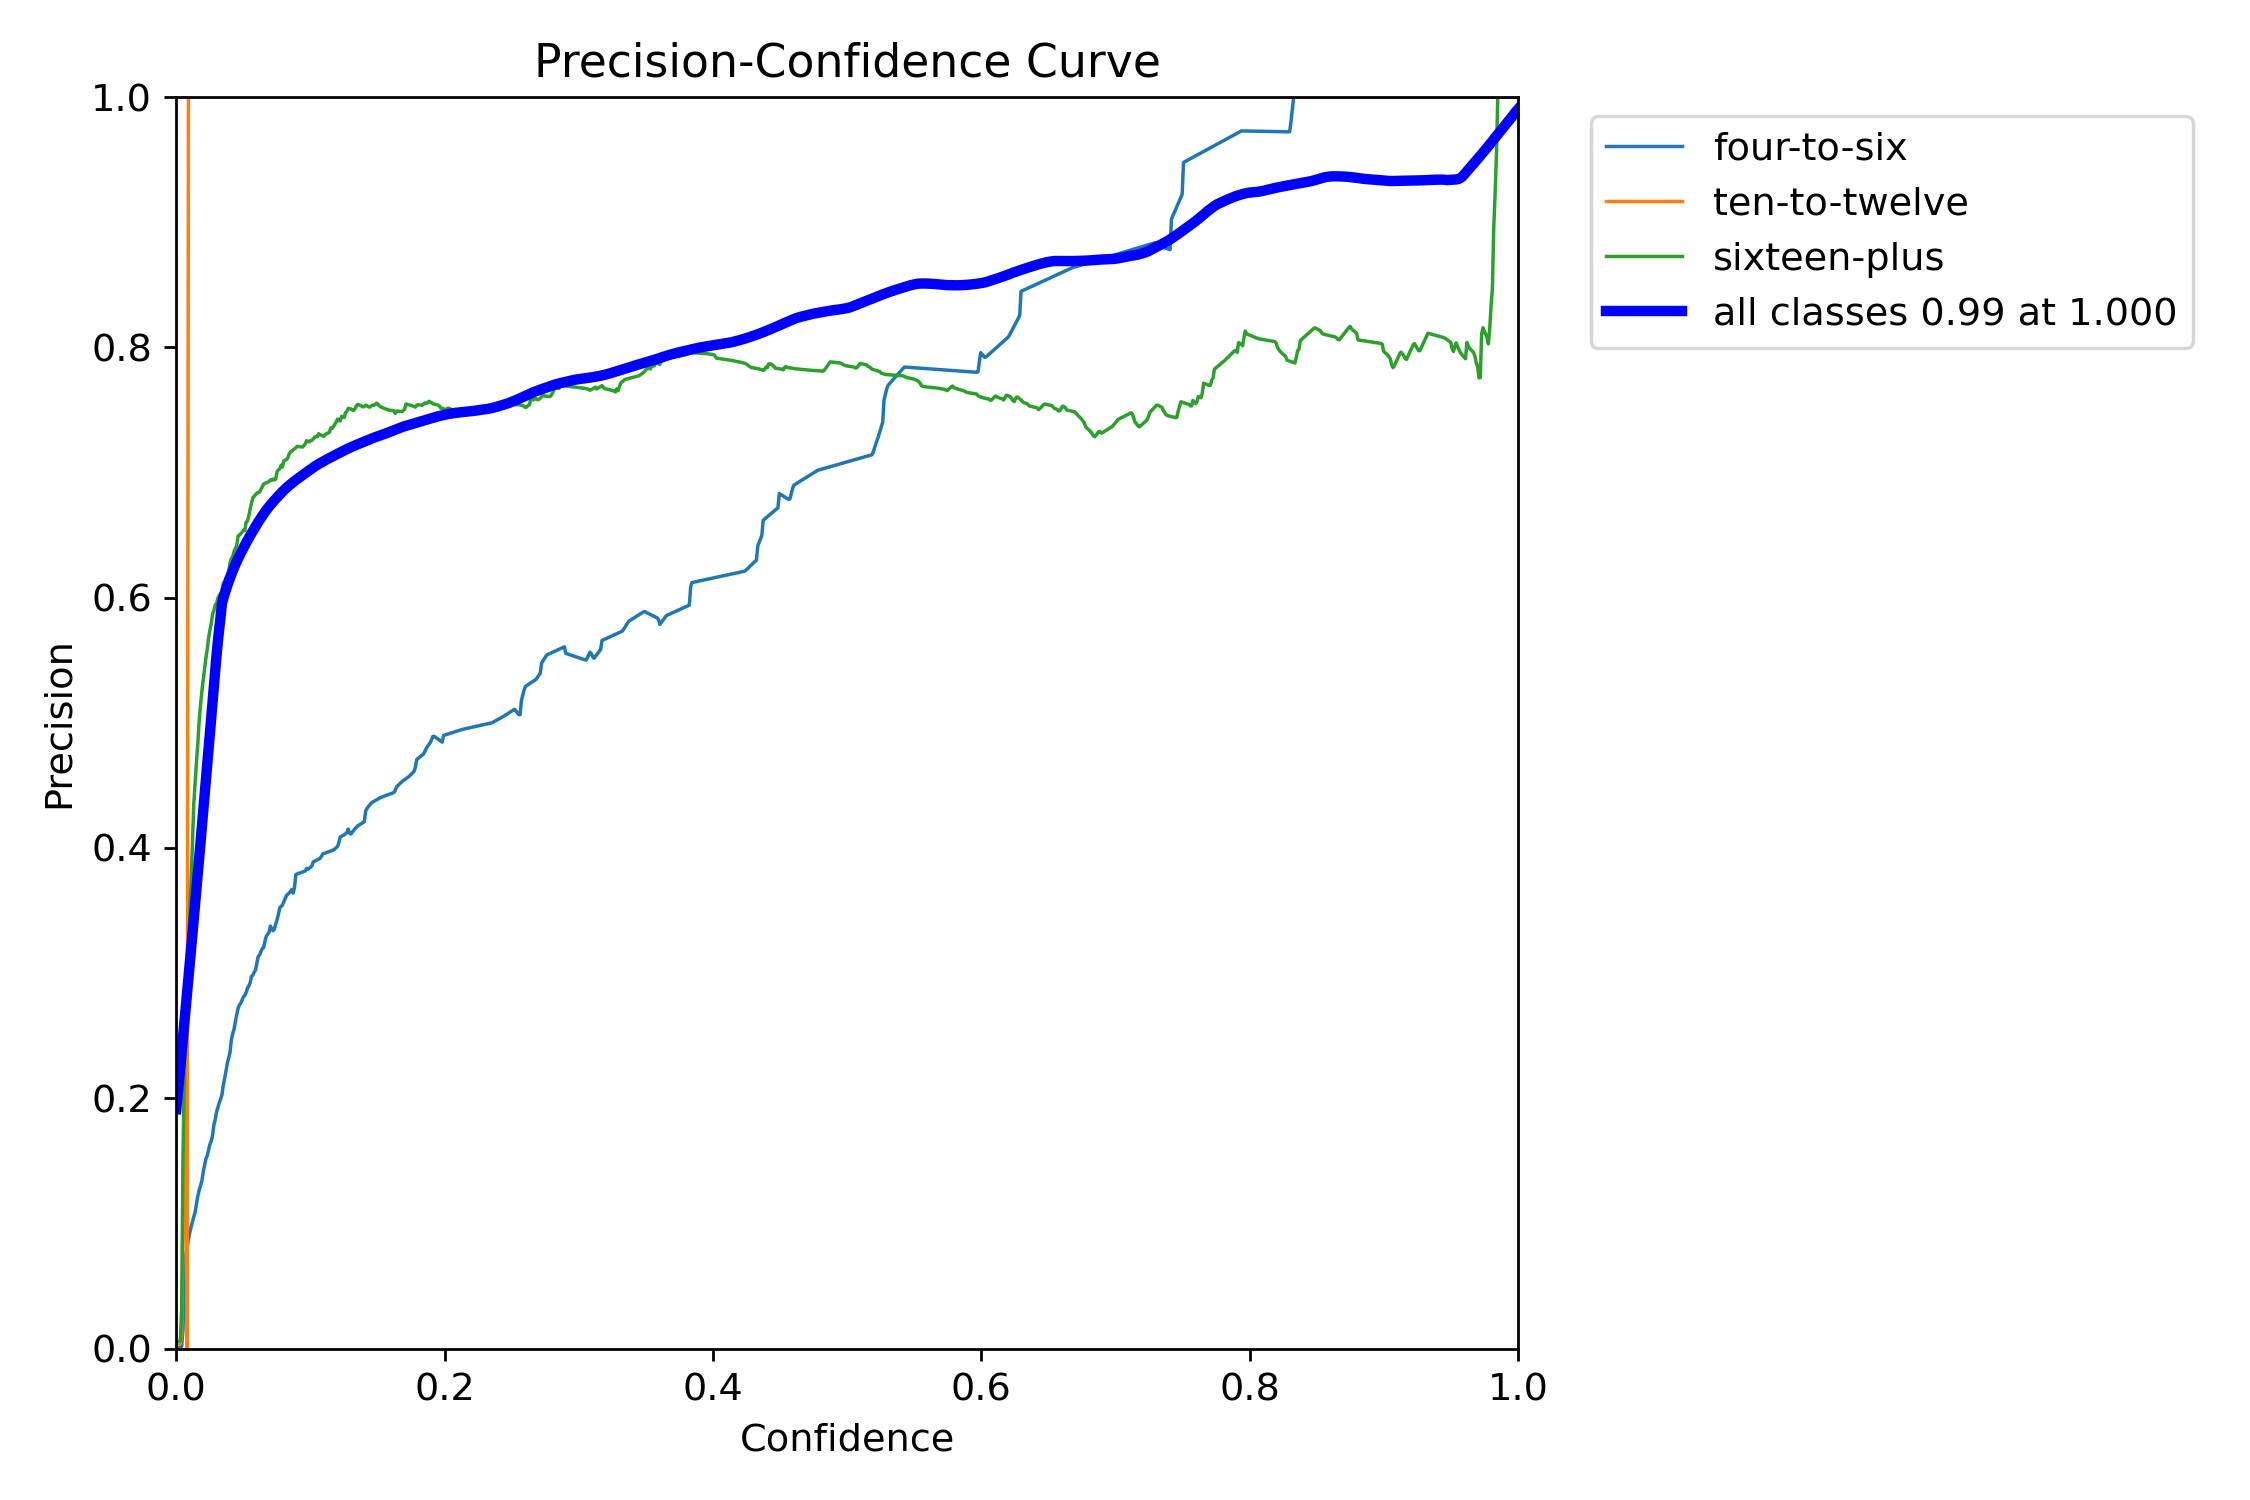 Precision-Confidence Curve
1.0
0.8
0.6
0.4
0.2
0.0
Precision
0.0 0.2 0.4 0.6 0.8 1.0
Confidence
four-to-six
ten-to-twelve
sixteen-plus
all classes 0.99 at 1.000